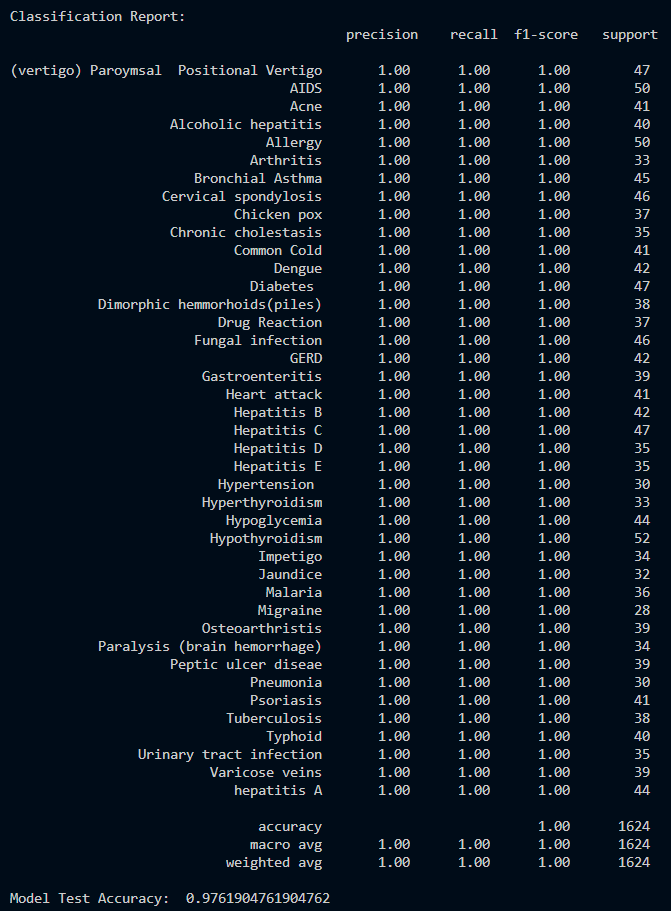 Classification Report:
precision recall f1-score support
(vertigo) Paroymsal  Positional Vertigo 1.00 1.00 1.00 47
AIDS 1.00 1.00 1.00 50
Acne 1.00 1.00 1.00 41
Alcoholic hepatitis 1.00 1.00 1.00 40
Allergy 1.00 1.00 1.00 50
Arthritis 1.00 1.00 1.00 33
Bronchial Asthma 1.00 1.00 1.00 45
Cervical spondylosis 1.00 1.00 1.00 46
Chicken pox 1.00 1.00 1.00 37
Chronic cholestasis 1.00 1.00 1.00 35
Common Cold 1.00 1.00 1.00 41
Dengue 1.00 1.00 1.00 42
Diabetes 1.00 1.00 1.00 47
Dimorphic hemmorhoids(piles) 1.00 1.00 1.00 38
Drug Reaction 1.00 1.00 1.00 37
Fungal infection 1.00 1.00 1.00 46
GERD 1.00 1.00 1.00 42
Gastroenteritis 1.00 1.00 1.00 39
Heart attack 1.00 1.00 1.00 41
Hepatitis B 1.00 1.00 1.00 42
Hepatitis C 1.00 1.00 1.00 47
Hepatitis D 1.00 1.00 1.00 35
Hepatitis E 1.00 1.00 1.00 35
Hypertension 1.00 1.00 1.00 30
Hyperthyroidism 1.00 1.00 1.00 33
Hypoglycemia 1.00 1.00 1.00 44
Hypothyroidism 1.00 1.00 1.00 52
Impetigo 1.00 1.00 1.00 34
Jaundice 1.00 1.00 1.00 32
Malaria 1.00 1.00 1.00 36
Migraine 1.00 1.00 1.00 28
Osteoarthristis 1.00 1.00 1.00 39
Paralysis (brain hemorrhage) 1.00 1.00 1.00 34
Peptic ulcer diseae 1.00 1.00 1.00 39
Pneumonia 1.00 1.00 1.00 30
Psoriasis 1.00 1.00 1.00 41
Tuberculosis 1.00 1.00 1.00 38
Typhoid 1.00 1.00 1.00 40
Urinary tract infection 1.00 1.00 1.00 35
Varicose veins 1.00 1.00 1.00 39
hepatitis A 1.00 1.00 1.00 44
accuracy 1.00 1624
macro avg 1.00 1.00 1.00 1624
weighted avg 1.00 1.00 1.00 1624
Model Test Accuracy:  0.9761904761904762